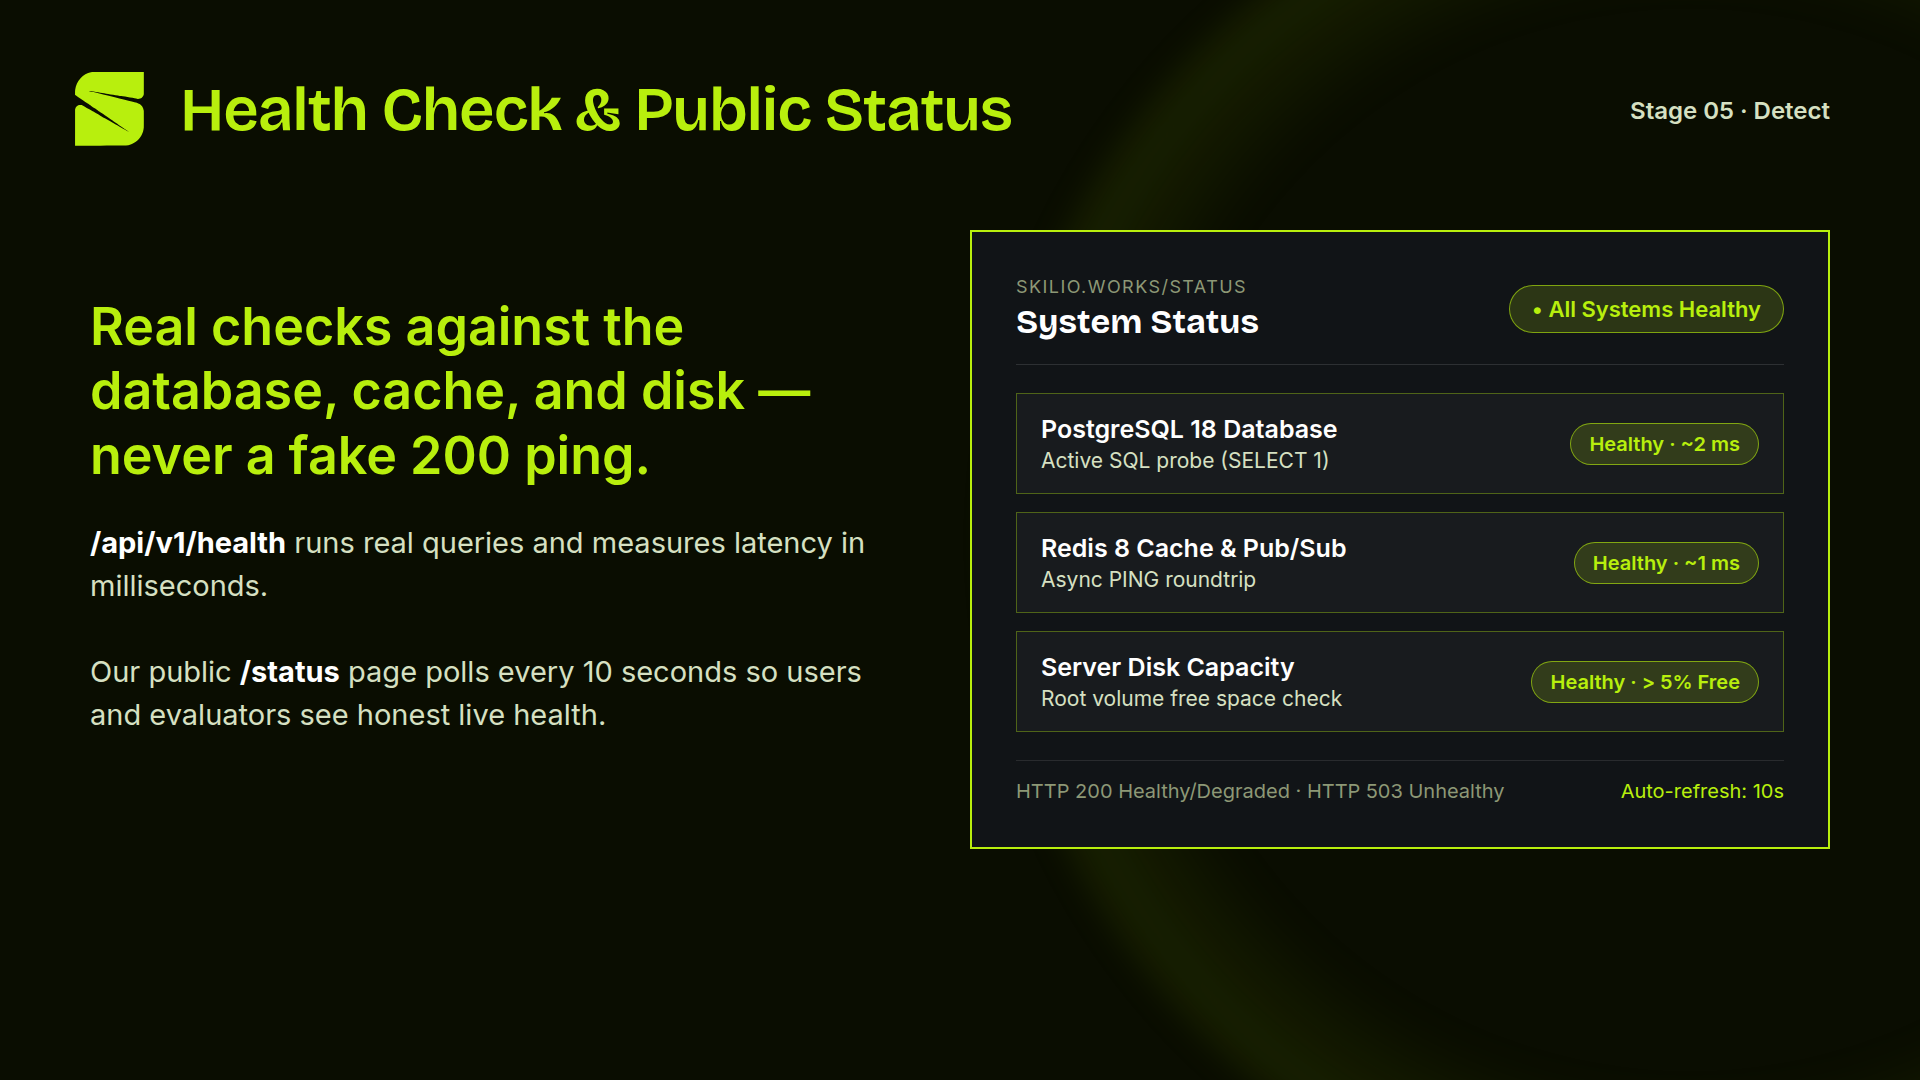 Health Check & Public Status
Stage 05 · Detect
Real checks against the
database, cache, and disk —
never a fake 200 ping.
/api/v1/health runs real queries and measures latency in
milliseconds.
Our public /status page polls every 10 seconds so users
and evaluators see honest live health.
SKILIO.WORKS/STATUS
System Status
• All Systems Healthy
PostgreSQL 18 Database
Active SQL probe (SELECT 1)
Healthy · ~2 ms
Redis 8 Cache & Pub/Sub
Async PING roundtrip
Healthy · ~1 ms
Server Disk Capacity
Root volume free space check
Healthy · > 5% Free
HTTP 200 Healthy/Degraded · HTTP 503 Unhealthy
Auto-refresh: 10s